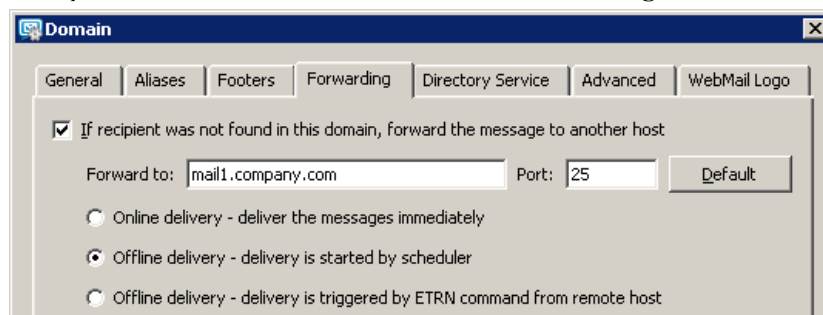 Domain
General Aliases Footers Forwarding Directory Service Advanced WebMail Logo
If recipient was not found in this domain, forward the message to another host
Forward to: mail1.company.com Port: 25 Default
Online delivery - deliver the messages immediately
Offline delivery - delivery is started by scheduler
Offline delivery - delivery is triggered by ETRN command from remote host